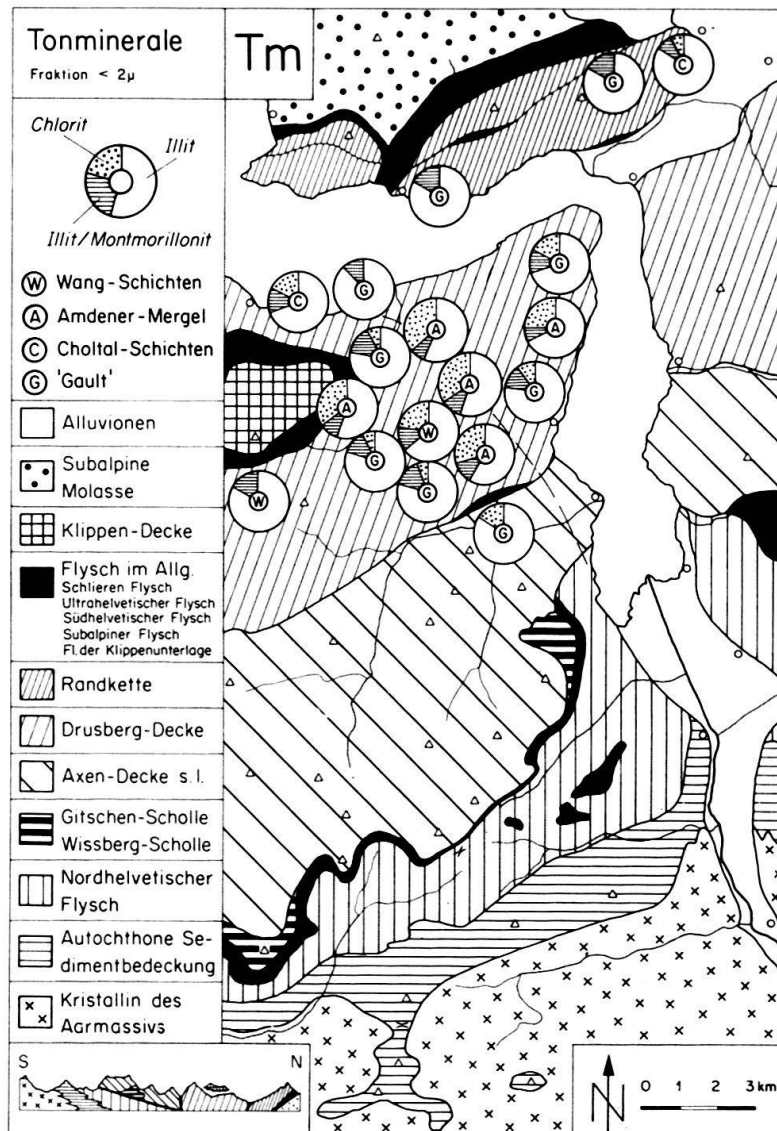 Tonminerale
Fraktion < 2µ
Tm
Chlorit
Illit
Illit/Montmorillonit
W Wang-Schichten
A Amdener-Mergel
C Choltal-Schichten
G 'Gault'
Alluvionen
Subalpine
Molasse
Klippen-Decke
Flysch im Allg.
Schlieren Flysch
Ultrahelvetischer Flysch
Südhelvetischer Flysch
Subalpiner Flysch
Fl. der Klippenunterlage
Randkette
Drusberg-Decke
Axen-Decke s.l.
Gitschen-Scholle
Wissberg-Scholle
Nordhelvetischer
Flysch
Autochthone Se-
dimentbedeckung
Kristallin des
Aarmassivs
S N
C
G
G
G
C
G
A
A
G
A
G
A
W
G
A
G
W
G
N
0 1 2 3 km